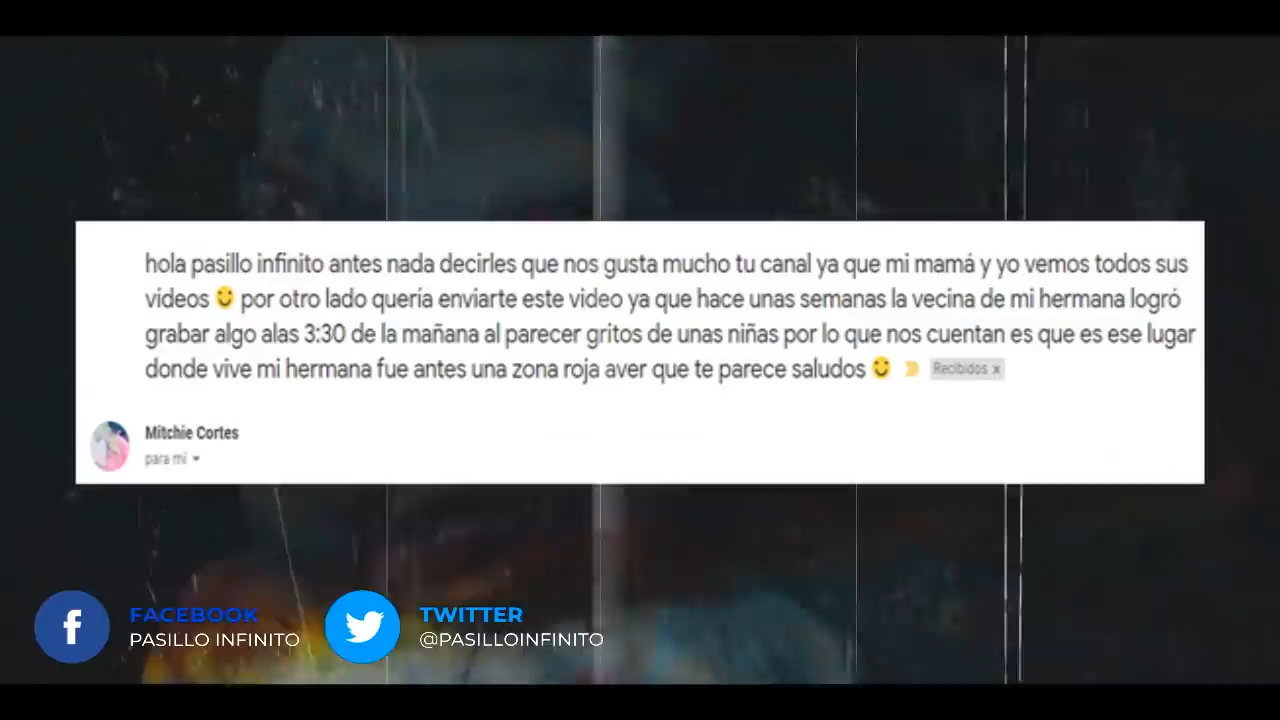 hola pasillo infinito antes nada decirles que nos gusta mucho tu canal ya que mi mamá y yo vemos todos sus
videos 🙂 por otro lado quería enviarte este video ya que hace unas semanas la vecina de mi hermana logró
grabar algo alas 3:30 de la mañana al parecer gritos de unas niñas por lo que nos cuentan es que es ese lugar
donde vive mi hermana fue antes una zona roja aver que te parece saludos 🙂 Recibidos x
Mitchie Cortes
para mí
FACEBOOK
PASILLO INFINITO
TWITTER
@PASILLOINFINITO